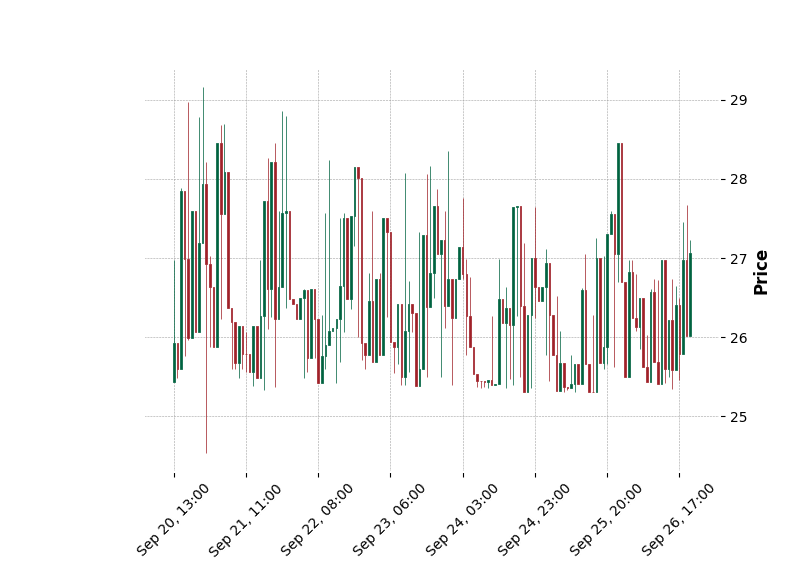 29
28
27
26
25
Price
Sep 20, 13:00
Sep 21, 11:00
Sep 22, 08:00
Sep 23, 06:00
Sep 24, 03:00
Sep 24, 23:00
Sep 25, 20:00
Sep 26, 17:00